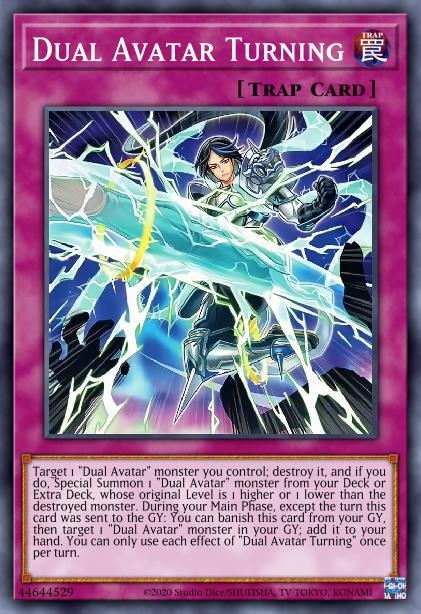 DUAL AVATAR TURNING
TRAP
罠
[TRAP CARD]
Target 1 "Dual Avatar" monster you control; destroy it, and if you
do, Special Summon 1 "Dual Avatar" monster from your Deck or
Extra Deck, whose original Level is 1 higher or 1 lower than the
destroyed monster. During your Main Phase, except the turn this
card was sent to the GY: You can banish this card from your GY,
then target 1 "Dual Avatar" monster in your GY; add it to your
hand. You can only use each effect of "Dual Avatar Turning" once
per turn.
44644529
©2020 Studio Dice/SHUEISHA, TV TOKYO, KONAMI